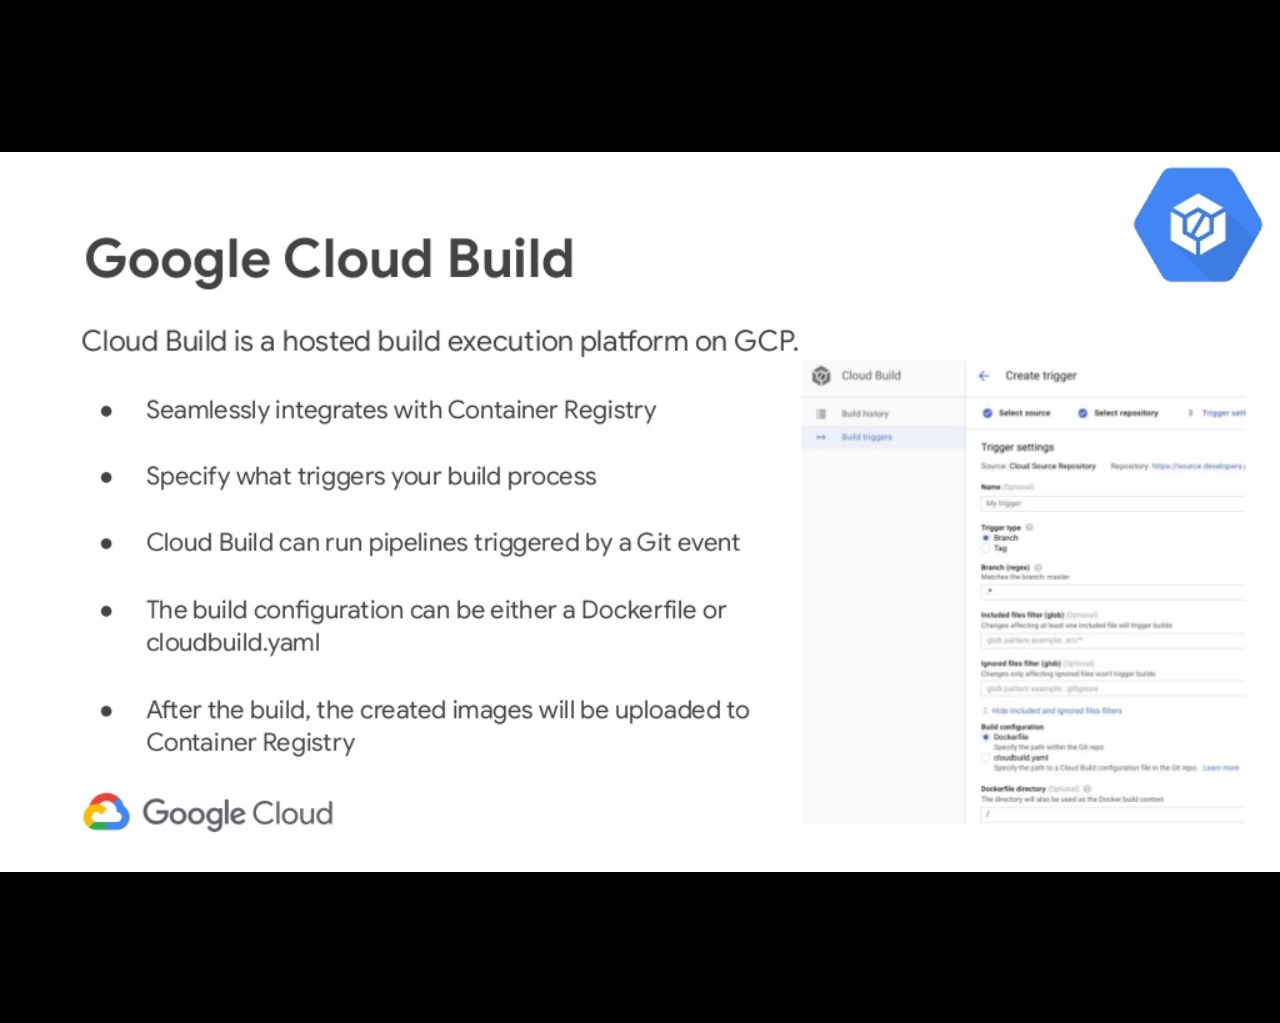 Google Cloud Build
Cloud Build is a hosted build execution platform on GCP.
● Seamlessly integrates with Container Registry
● Specify what triggers your build process
● Cloud Build can run pipelines triggered by a Git event
● The build configuration can be either a Dockerfile or
cloudbuild.yaml
● After the build, the created images will be uploaded to
Container Registry
Google Cloud
Cloud Build
Build history
Build triggers
Create trigger
Select source Select repository 3 Trigger sett
Trigger settings
Source: Cloud Source Repository Repository: https://source.developers.
Name (Optional)
My trigger
Trigger type
Branch
Tag
Branch (regex)
Matches the branch: master
.*
Included files filter (glob) (Optional)
Changes affecting at least one included file will trigger builds
glob pattern example: src/*
Ignored files filter (glob) (Optional)
Changes only affecting ignored files won't trigger builds
glob pattern example: .gitignore
Hide included and ignored files filters
Build configuration
Dockerfile
Specify the path within the Git repo
cloudbuild.yaml
Specify the path to a Cloud Build configuration file in the Git repo Learn more
Dockerfile directory (Optional)
The directory will also be used as the Docker build context
/